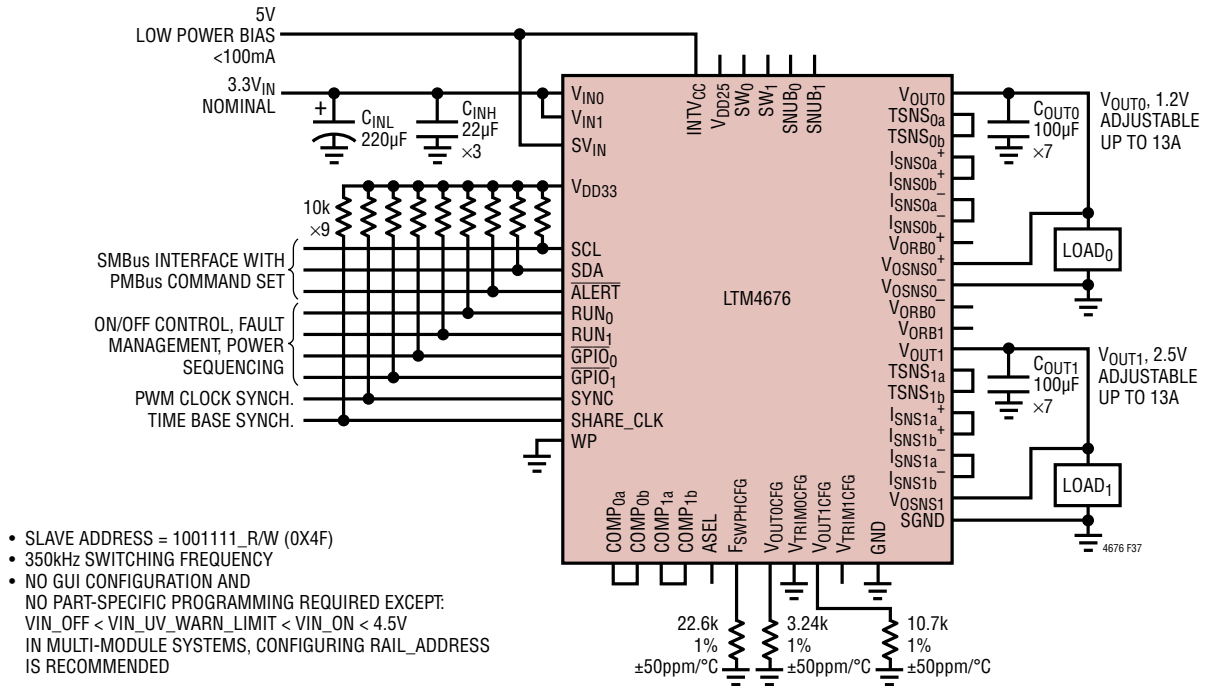 5V
LOW POWER BIAS
<100mA
3.3VIN
NOMINAL
+
CINL
220µF
CINH
22µF
×3
10k
×9
SMBus INTERFACE WITH
PMBus COMMAND SET
ON/OFF CONTROL, FAULT
MANAGEMENT, POWER
SEQUENCING
PWM CLOCK SYNCH.
TIME BASE SYNCH.
INTVCC
VDD25
SW0
SW1
SNUB0
SNUB1
VIN0
VIN1
SVIN
VDD33
SCL
SDA
ALERT
RUN0
RUN1
GPIO0
GPIO1
SYNC
SHARE_CLK
WP
LTM4676
VOUT0
TSNS0a
TSNS0b
ISNS0a+
ISNS0b+
ISNS0a–
ISNS0b–
VORB0+
VOSNS0+
VOSNS0–
VORB0–
VORB1
VOUT1
TSNS1a
TSNS1b
ISNS1a+
ISNS1b+
ISNS1a–
ISNS1b–
VOSNS1
SGND
COMP0a
COMP0b
COMP1a
COMP1b
ASEL
FSWPHCFG
VOUT0CFG
VTRIM0CFG
VOUT1CFG
VTRIM1CFG
GND
COUT0
100µF
×7
VOUT0, 1.2V
ADJUSTABLE
UP TO 13A
LOAD0
COUT1
100µF
×7
VOUT1, 2.5V
ADJUSTABLE
UP TO 13A
LOAD1
4676 F37
22.6k
1%
±50ppm/°C
3.24k
1%
±50ppm/°C
10.7k
1%
±50ppm/°C
• SLAVE ADDRESS = 1001111_R/W (0X4F)
• 350kHz SWITCHING FREQUENCY
• NO GUI CONFIGURATION AND
NO PART-SPECIFIC PROGRAMMING REQUIRED EXCEPT:
VIN_OFF < VIN_UV_WARN_LIMIT < VIN_ON < 4.5V
IN MULTI-MODULE SYSTEMS, CONFIGURING RAIL_ADDRESS
IS RECOMMENDED